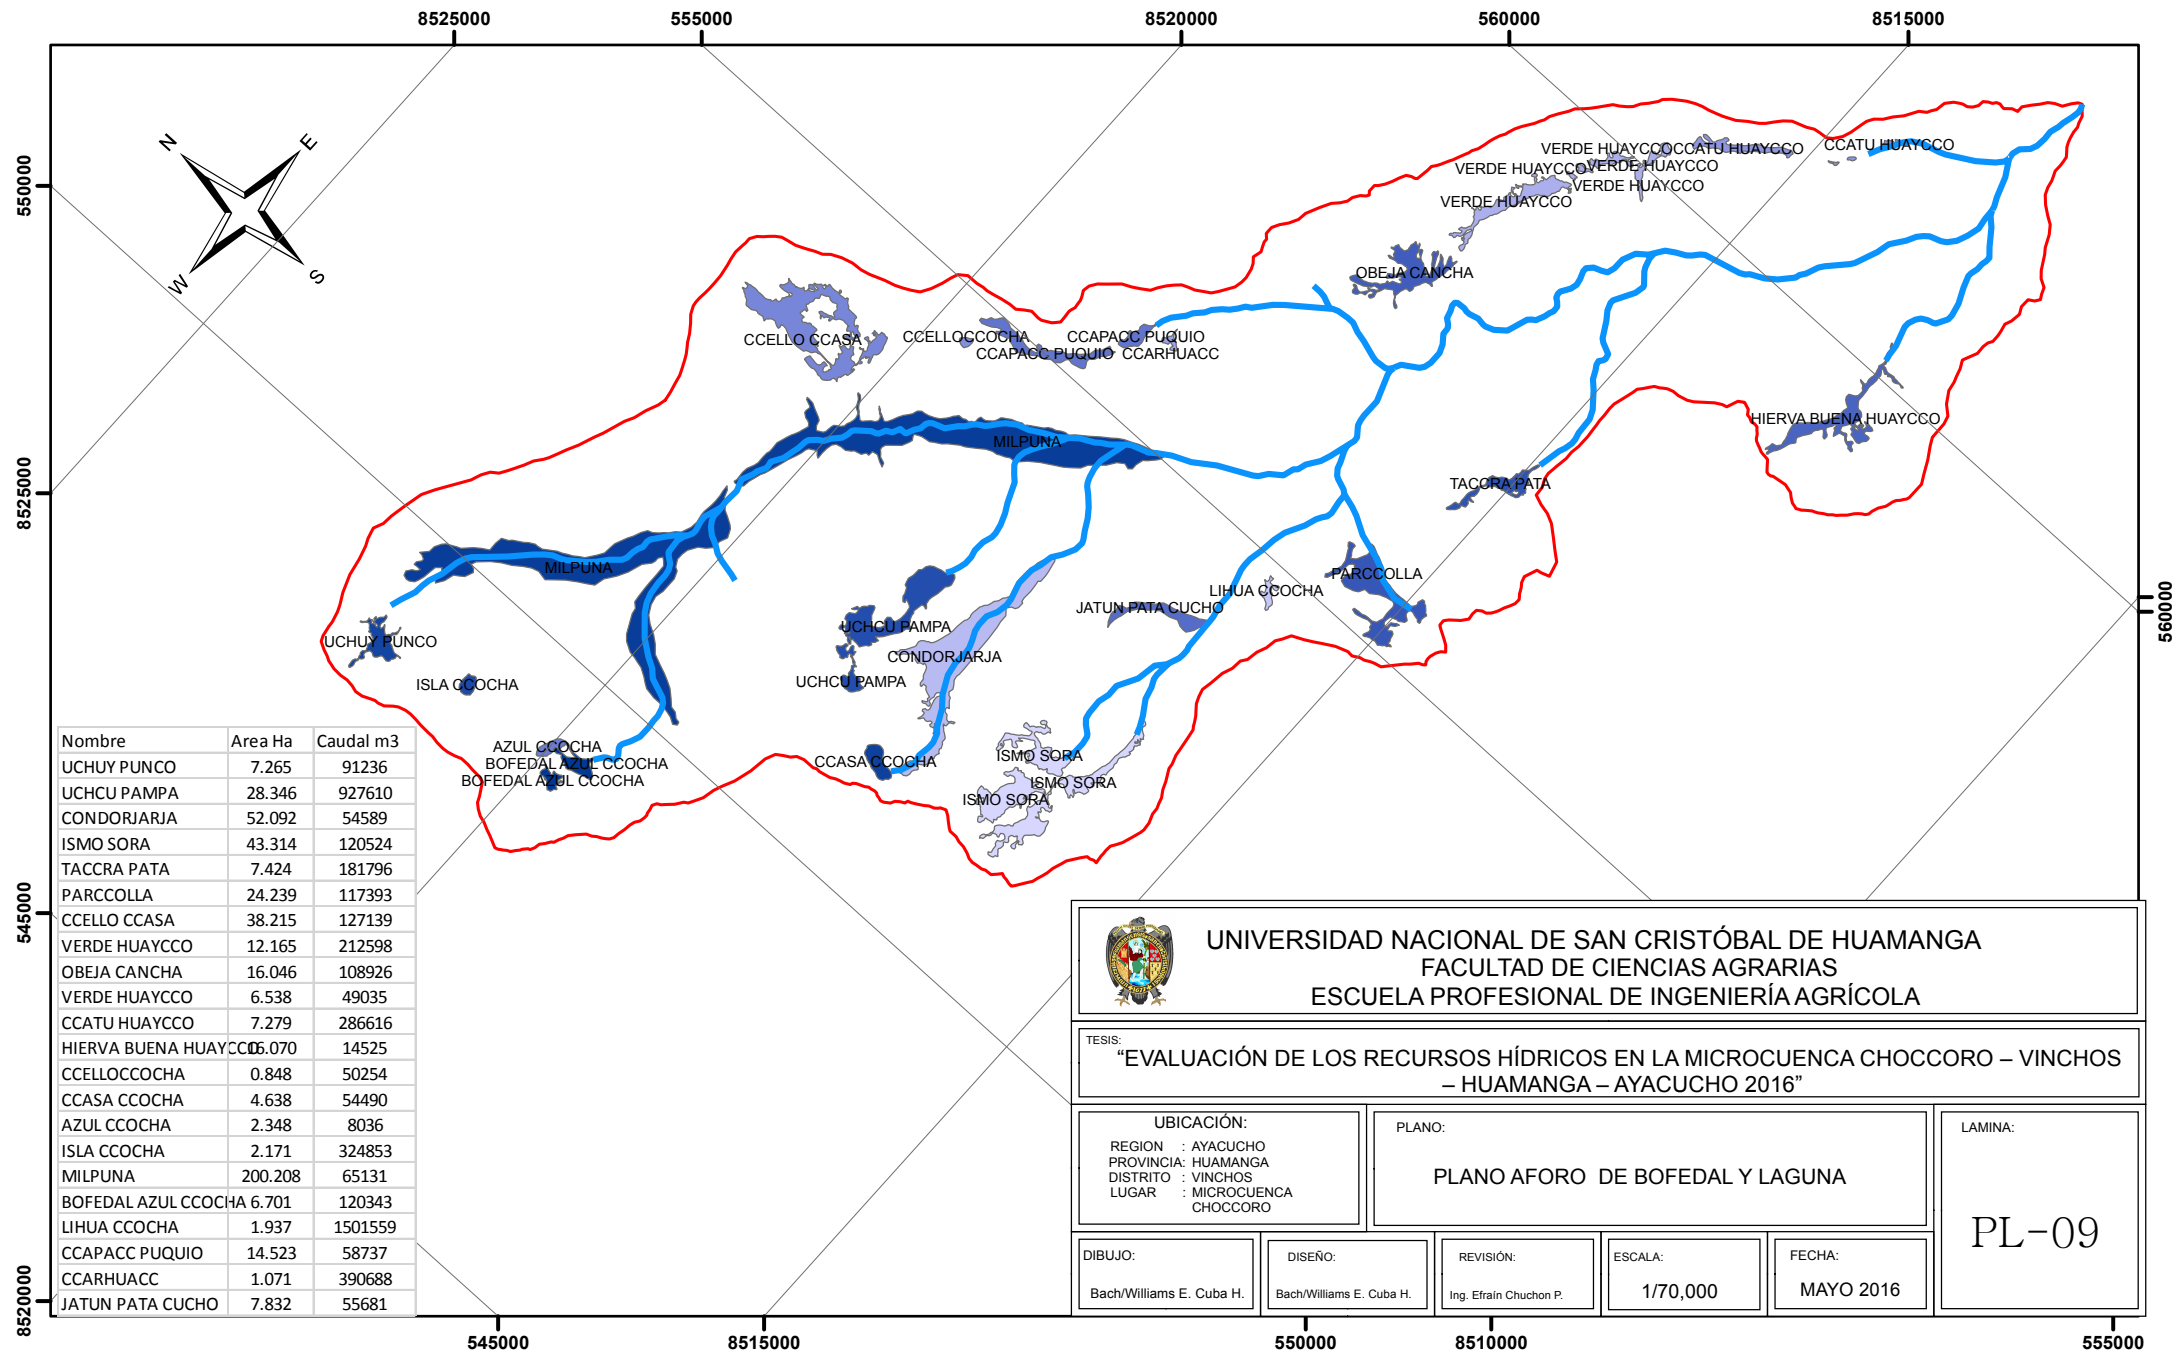 8525000 555000 8520000 560000 8515000
550000
8525000
545000
8520000
560000
545000 8515000 550000 8510000 555000
N E
W S
CCATU HUAYCCO
VERDE HUAYCCO CCATU HUAYCCO
VERDE HUAYCCO VERDE HUAYCCO
VERDE HUAYCCO
VERDE HUAYCCO
OBEJA CANCHA
CCELLO CCASA
CCELLOCCOCHA
CCAPACC PUQUIO
CCAPACC PUQUIO
CCARHUACC
HIERVA BUENA HUAYCCO
MILPUNA
TACCRA PATA
MILPUNA
PARCCOLLA
LIHUA CCOCHA
JATUN PATA CUCHO
UCHCU PAMPA
UCHUY PUNCO
CONDORJARJA
UCHCU PAMPA
ISLA CCOCHA
AZUL CCOCHA
BOFEDAL AZUL CCOCHA
BOFEDAL AZUL CCOCHA
CCASA CCOCHA
ISMO SORA
ISMO SORA
ISMO SORA
Nombre Area Ha Caudal m3
UCHUY PUNCO 7.265 91236
UCHCU PAMPA 28.346 927610
CONDORJARJA 52.092 54589
ISMO SORA 43.314 120524
TACCRA PATA 7.424 181796
PARCCOLLA 24.239 117393
CCELLO CCASA 38.215 127139
VERDE HUAYCCO 12.165 212598
OBEJA CANCHA 16.046 108926
VERDE HUAYCCO 6.538 49035
CCATU HUAYCCO 7.279 286616
HIERVA BUENA HUAYCCO 16.070 14525
CCELLOCCOCHA 0.848 50254
CCASA CCOCHA 4.638 54490
AZUL CCOCHA 2.348 8036
ISLA CCOCHA 2.171 324853
MILPUNA 200.208 65131
BOFEDAL AZUL CCOCHA 6.701 120343
LIHUA CCOCHA 1.937 1501559
CCAPACC PUQUIO 14.523 58737
CCARHUACC 1.071 390688
JATUN PATA CUCHO 7.832 55681
UNIVERSIDAD NACIONAL DE SAN CRISTÓBAL DE HUAMANGA
FACULTAD DE CIENCIAS AGRARIAS
ESCUELA PROFESIONAL DE INGENIERÍA AGRÍCOLA
TESIS:
“EVALUACIÓN DE LOS RECURSOS HÍDRICOS EN LA MICROCUENCA CHOCCORO – VINCHOS
– HUAMANGA – AYACUCHO 2016”
UBICACIÓN:
REGION : AYACUCHO
PROVINCIA: HUAMANGA
DISTRITO : VINCHOS
LUGAR : MICROCUENCA
CHOCCORO
PLANO:
PLANO AFORO DE BOFEDAL Y LAGUNA
LAMINA:
PL-09
DIBUJO:
Bach/Williams E. Cuba H.
DISEÑO:
Bach/Williams E. Cuba H.
REVISIÓN:
Ing. Efraín Chuchon P.
ESCALA:
1/70,000
FECHA:
MAYO 2016